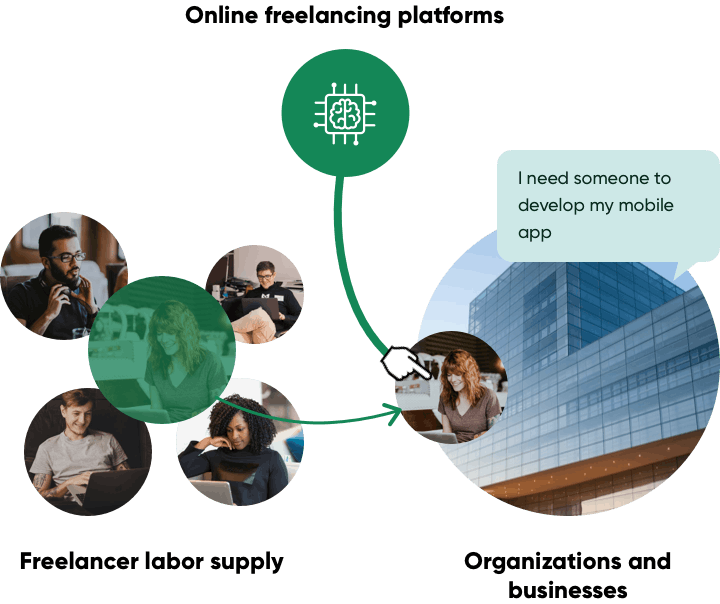 Online freelancing platforms
I need someone to
develop my mobile
app
Freelancer labor supply
Organizations and
businesses